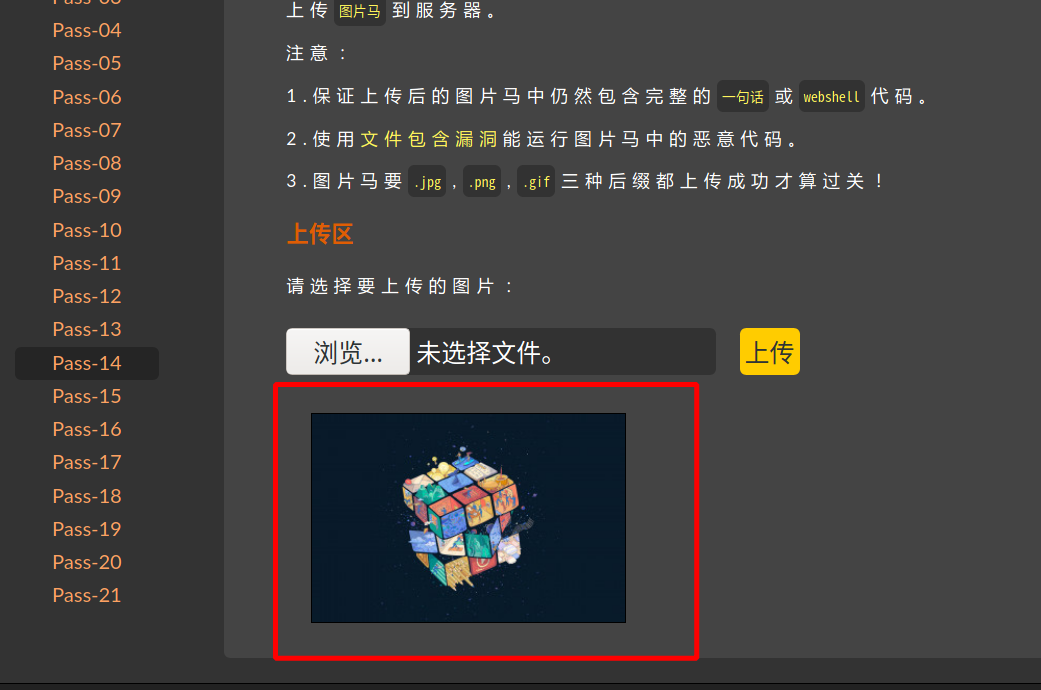 Pass-04
Pass-05
Pass-06
Pass-07
Pass-08
Pass-09
Pass-10
Pass-11
Pass-12
Pass-13
Pass-14
Pass-15
Pass-16
Pass-17
Pass-18
Pass-19
Pass-20
Pass-21
上传 图片马 到服务器。
注意：
1.保证上传后的图片马中仍然包含完整的 一句话 或 webshell 代码。
2.使用文件包含漏洞能运行图片马中的恶意代码。
3.图片马要 .jpg , .png , .gif 三种后缀都上传成功才算过关！
上传区
请选择要上传的图片：
浏览... 未选择文件。 上传